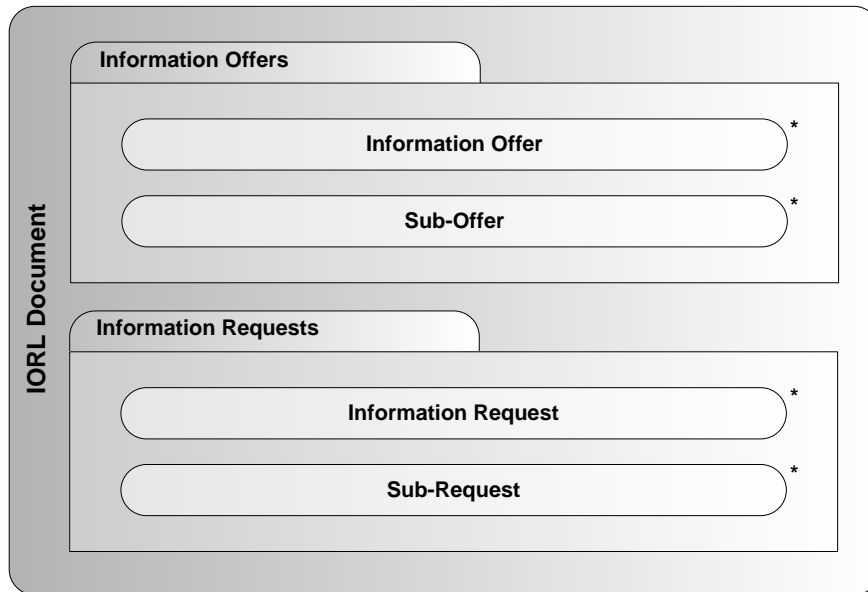 IORL Document
Information Offers
Information Offer *
Sub-Offer *
Information Requests
Information Request *
Sub-Request *